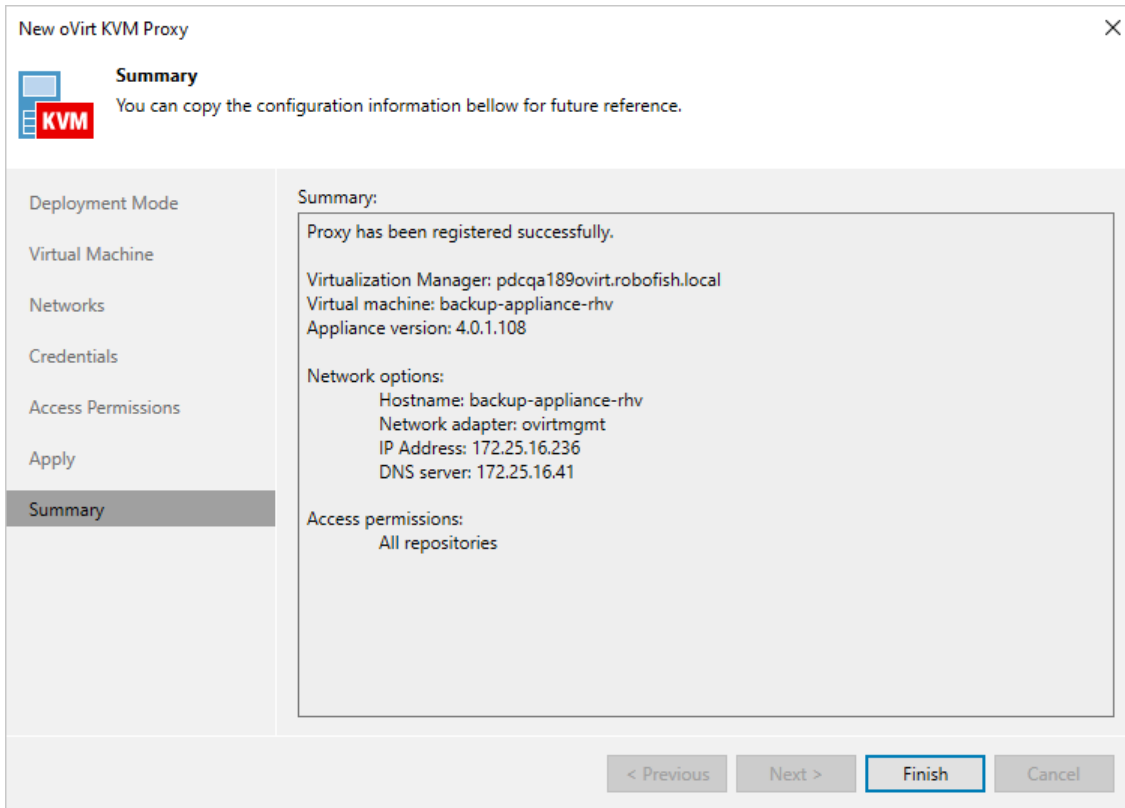 New oVirt KVM Proxy
Summary
You can copy the configuration information bellow for future reference.
KVM
Deployment Mode
Virtual Machine
Networks
Credentials
Access Permissions
Apply
Summary
Summary:
Proxy has been registered successfully.
Virtualization Manager: pdcqa189ovirt.robofish.local
Virtual machine: backup-appliance-rhv
Appliance version: 4.0.1.108
Network options:
Hostname: backup-appliance-rhv
Network adapter: ovirtmgmt
IP Address: 172.25.16.236
DNS server: 172.25.16.41
Access permissions:
All repositories
< Previous
Next >
Finish
Cancel